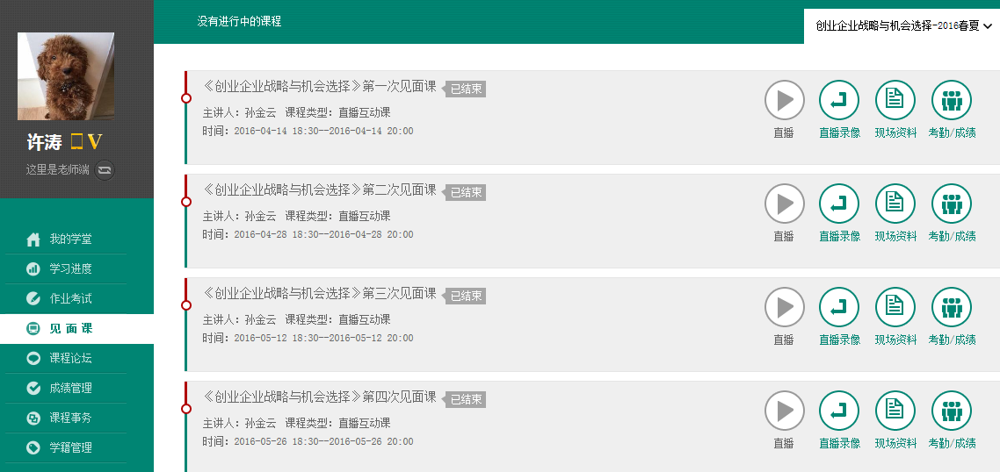 没有进行中的课程
创业企业战略与机会选择-2016春夏
许涛 V
这里是老师端
我的学堂
学习进度
作业考试
见面课
课程论坛
成绩管理
课程事务
学籍管理
《创业企业战略与机会选择》第一次见面课 已结束
主讲人：孙金云 课程类型：直播互动课
时间：2016-04-14 18:30--2016-04-14 20:00
直播 直播录像 现场资料 考勤/成绩
《创业企业战略与机会选择》第二次见面课 已结束
主讲人：孙金云 课程类型：直播互动课
时间：2016-04-28 18:30--2016-04-28 20:00
直播 直播录像 现场资料 考勤/成绩
《创业企业战略与机会选择》第三次见面课 已结束
主讲人：孙金云 课程类型：直播互动课
时间：2016-05-12 18:30--2016-05-12 20:00
直播 直播录像 现场资料 考勤/成绩
《创业企业战略与机会选择》第四次见面课 已结束
主讲人：孙金云 课程类型：直播互动课
时间：2016-05-26 18:30--2016-05-26 20:00
直播 直播录像 现场资料 考勤/成绩